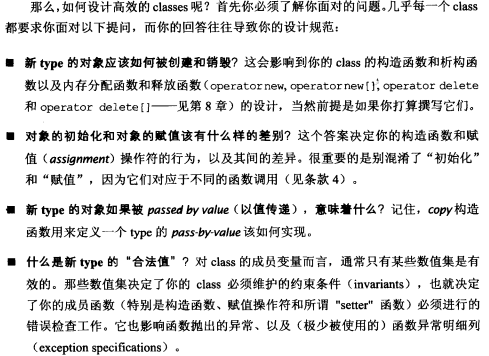 那么,如何设计高效的classes呢?首先你必须了解你面对的问题。几乎每一个class
都要求你面对以下提问,而你的回答往往导致你的设计规范:
■ 新 type 的对象应该如何被创建和销毁?这会影响到你的 class 的构造函数和析构函
数以及内存分配函数和释放函数(operator new, operator new[], operator delete
和 operator delete[]——见第 8 章)的设计,当然前提是如果你打算撰写它们。
■ 对象的初始化和对象的赋值该有什么样的差别?这个答案决定你的构造函数和赋
值(assignment)操作符的行为,以及其间的差异。很重要的是别混淆了“初始化”
和“赋值”,因为它们对应于不同的函数调用(见条款 4)。
■ 新 type 的对象如果被 passed by value(以值传递),意味着什么?记住,copy 构造
函数用来定义一个 type 的 pass-by-value 该如何实现。
■ 什么是新 type 的“合法值”?对 class 的成员变量而言,通常只有某些数值集是有
效的。那些数值集决定了你的 class 必须维护的约束条件(invariants),也就决定
了你的成员函数(特别是构造函数、赋值操作符和所谓 "setter" 函数)必须进行的
错误检查工作。它也影响函数抛出的异常、以及(极少被使用的)函数异常明细列
(exception specifications)。